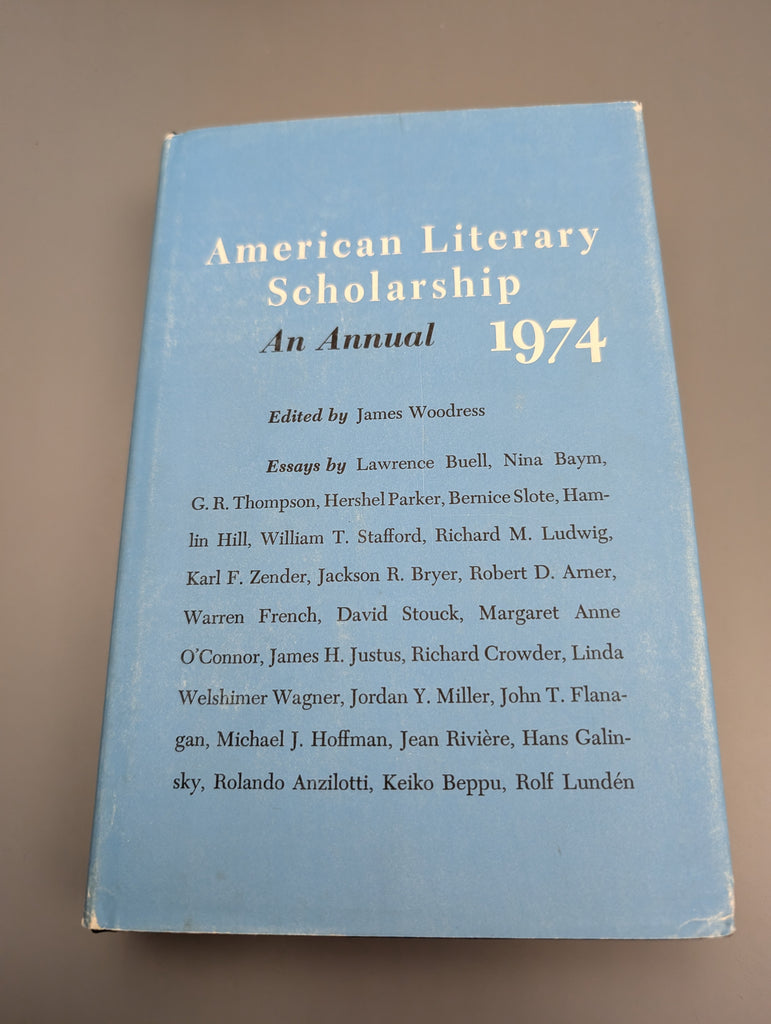 American Literary
Scholarship
An Annual 1974
Edited by James Woodress
Essays by Lawrence Buell, Nina Baym,
G. R. Thompson, Hershel Parker, Bernice Slote, Ham-
lin Hill, William T. Stafford, Richard M. Ludwig,
Karl F. Zender, Jackson R. Bryer, Robert D. Arner,
Warren French, David Stouck, Margaret Anne
O'Connor, James H. Justus, Richard Crowder, Linda
Welshimer Wagner, Jordan Y. Miller, John T. Flana-
gan, Michael J. Hoffman, Jean Rivière, Hans Galin-
sky, Rolando Anzilotti, Keiko Beppu, Rolf Lundén